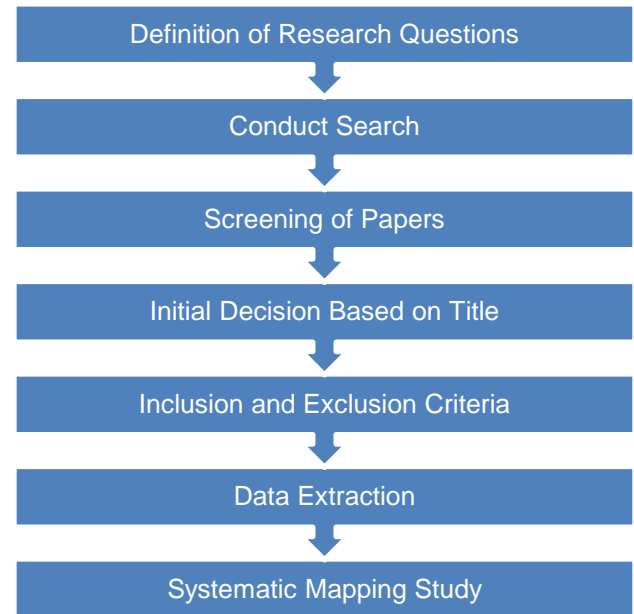 Definition of Research Questions
Conduct Search
Screening of Papers
Initial Decision Based on Title
Inclusion and Exclusion Criteria
Data Extraction
Systematic Mapping Study